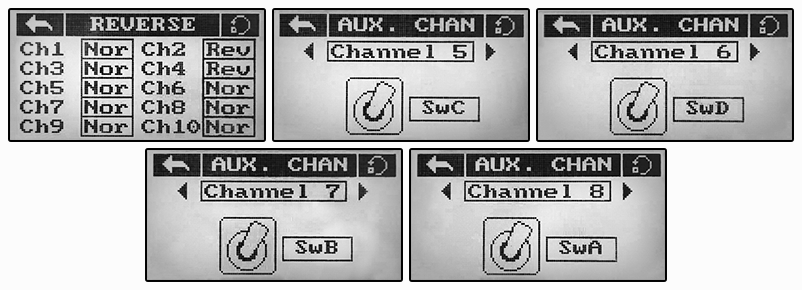 REVERSE
Ch1 Nor Ch2 Rev
Ch3 Nor Ch4 Rev
Ch5 Nor Ch6 Nor
Ch7 Nor Ch8 Nor
Ch9 Nor Ch10 Nor
AUX. CHAN
Channel 5
SwC
AUX. CHAN
Channel 6
SwD
AUX. CHAN
Channel 7
SwB
AUX. CHAN
Channel 8
SwA